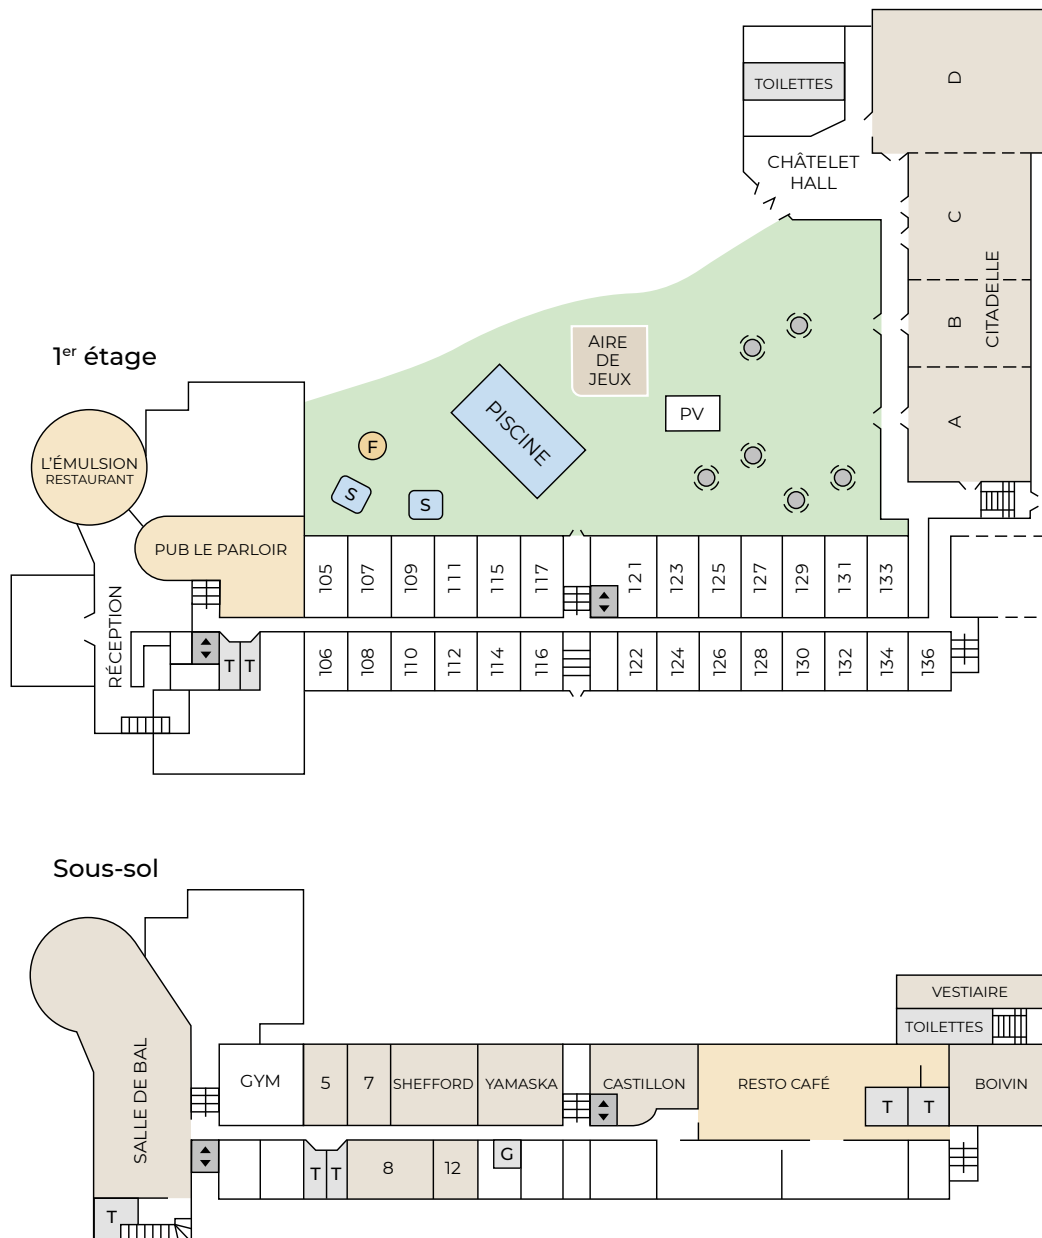 D
TOILETTES
CHÂTELET
HALL
C
CITADELLE
B
A
1er étage
AIRE
DE
JEUX
PV
PISCINE
F
S
S
L'ÉMULSION
RESTAURANT
PUB LE PARLOIR
RÉCEPTION
T T
105 107 109 111 115 117 121 123 125 127 129 131 133
106 108 110 112 114 116 122 124 126 128 130 132 134 136
Sous-sol
SALLE DE BAL
VESTIAIRE
TOILETTES
GYM 5 7 SHEFFORD YAMASKA CASTILLON RESTO CAFÉ BOIVIN
T T
T T 8 12 G
T